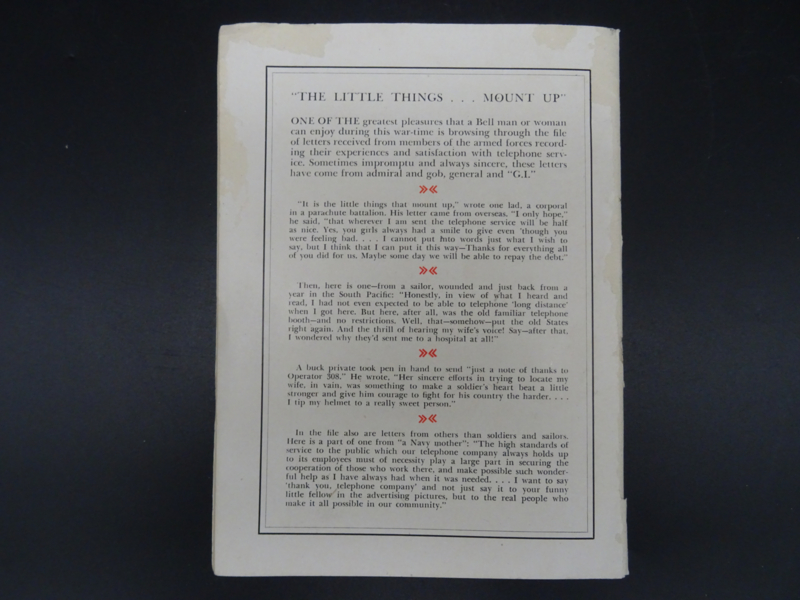 "THE LITTLE THINGS . . . MOUNT UP"
ONE OF THE greatest pleasures that a Bell man or woman
can enjoy during this war-time is browsing through the file
of letters received from members of the armed forces record-
ing their experiences and satisfaction with telephone serv-
ice. Sometimes impromptu and always sincere, these letters
have come from admiral and gob, general and "G.I."
"It is the little things that mount up," wrote one lad, a corporal
in a parachute battalion. His letter came from overseas. "I only hope,"
he said, "that wherever I am sent the telephone service will be half
as nice. Yes, you girls always had a smile to give even 'though you
were feeling bad. . . . I cannot put into words just what I wish to
say, but I think that I can put it this way—Thanks for everything all
of you did for us. Maybe some day we will be able to repay the debt."
Then, here is one—from a sailor, wounded and just back from a
year in the South Pacific: "Honestly, in view of what I heard and
read, I had not even expected to be able to telephone 'long distance'
when I got here. But here, after all, was the old familiar telephone
booth—and no restrictions. Well, that—somehow—put the old States
right again. And the thrill of hearing my wife's voice! Say—after that,
I wondered why they'd sent me to a hospital at all!"
A buck private took pen in hand to send "just a note of thanks to
Operator 308." He wrote, "Her sincere efforts in trying to locate my
wife, in vain, was something to make a soldier's heart beat a little
stronger and give him courage to fight for his country the harder. . . .
I tip my helmet to a really sweet person."
In the file also are letters from others than soldiers and sailors.
Here is a part of one from "a Navy mother": "The high standards of
service to the public which our telephone company always holds up
to its employees must of necessity play a large part in securing the
cooperation of those who work there, and make possible such wonder-
ful help as I have always had when it was needed. . . . I want to say
'thank you, telephone company' and not just say it to your funny
little fellow in the advertising pictures, but to the real people who
make it all possible in our community."